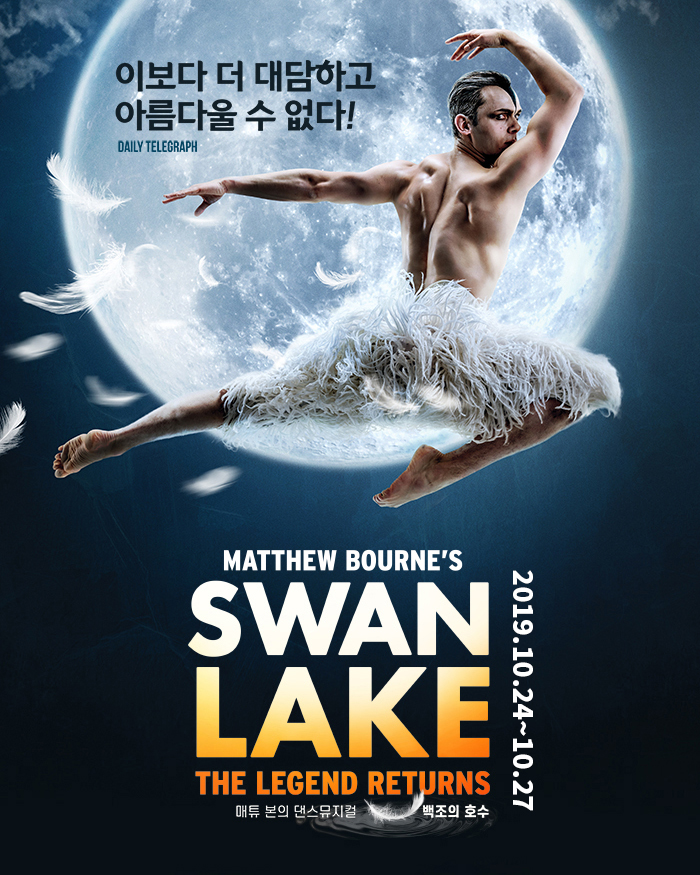 이보다 더 대담하고
아름다울 수 없다!
DAILY TELEGRAPH
MATTHEW BOURNE'S
SWAN
LAKE
THE LEGEND RETURNS
매튜 본의 댄스뮤지컬 백조의 호수
2019.10.24~10.27